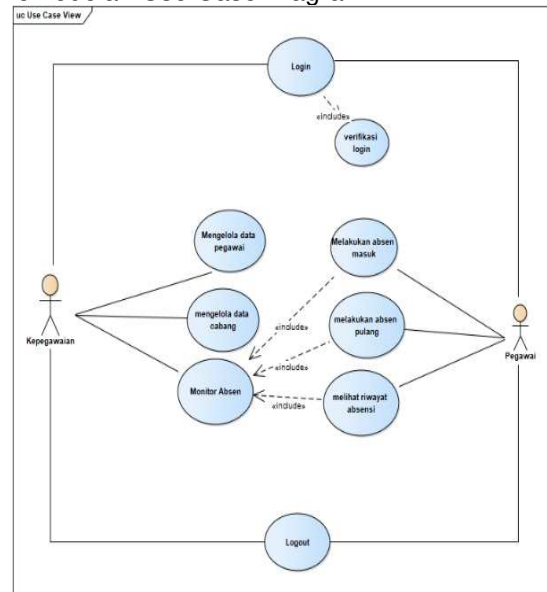 uc Use Case View
Login
«include»
verifikasi
login
Mengelola data
pegawai
Melakukan absen
masuk
mengelola data
cabang
«include»
melakukan absen
pulang
Kepegawaian
Pegawai
«include»
Monitor Absen
melihat riwayat
absensi
«include»
Logout